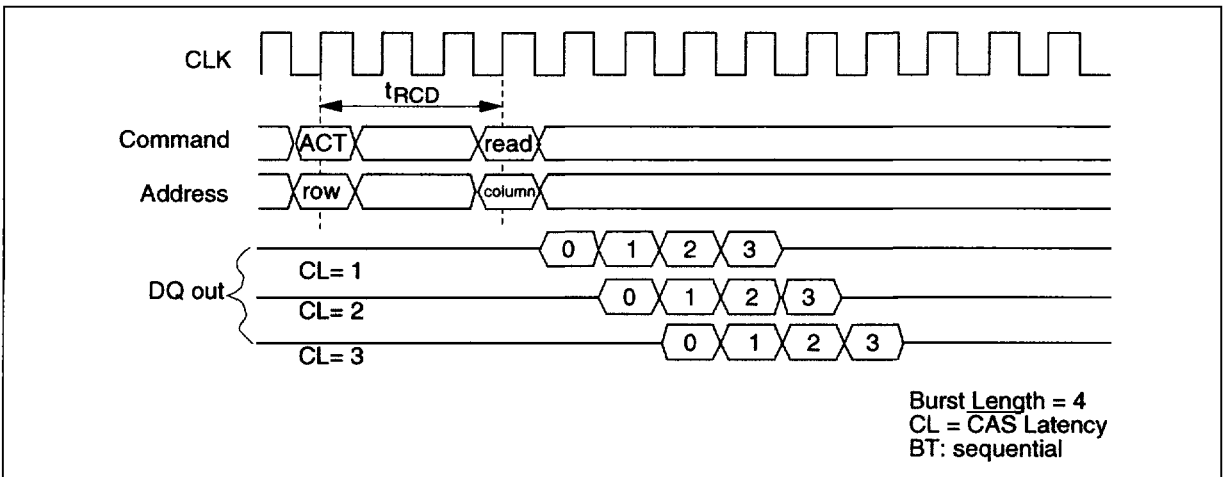 CLK
tRCD
Command ACT read
Address row column
0 1 2 3
CL= 1
DQ out 0 1 2 3
CL= 2
0 1 2 3
CL= 3
Burst Length = 4
CL = CAS Latency
BT: sequential